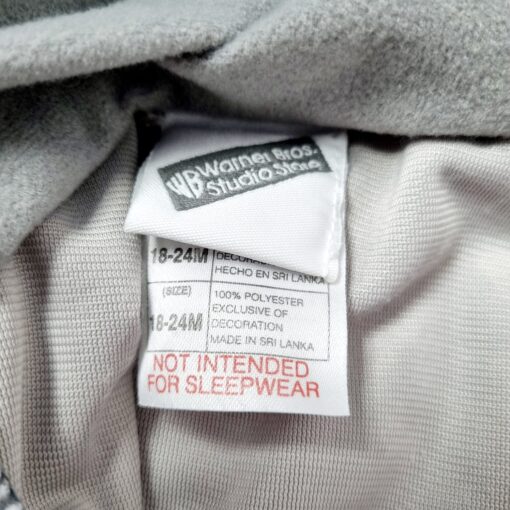 WB Warner Bros.
Studio Store
18-24M
HECHO EN SRI LANKA
(SIZE)
18-24M
100% POLYESTER
EXCLUSIVE OF
DECORATION
MADE IN SRI LANKA
NOT INTENDED
FOR SLEEPWEAR